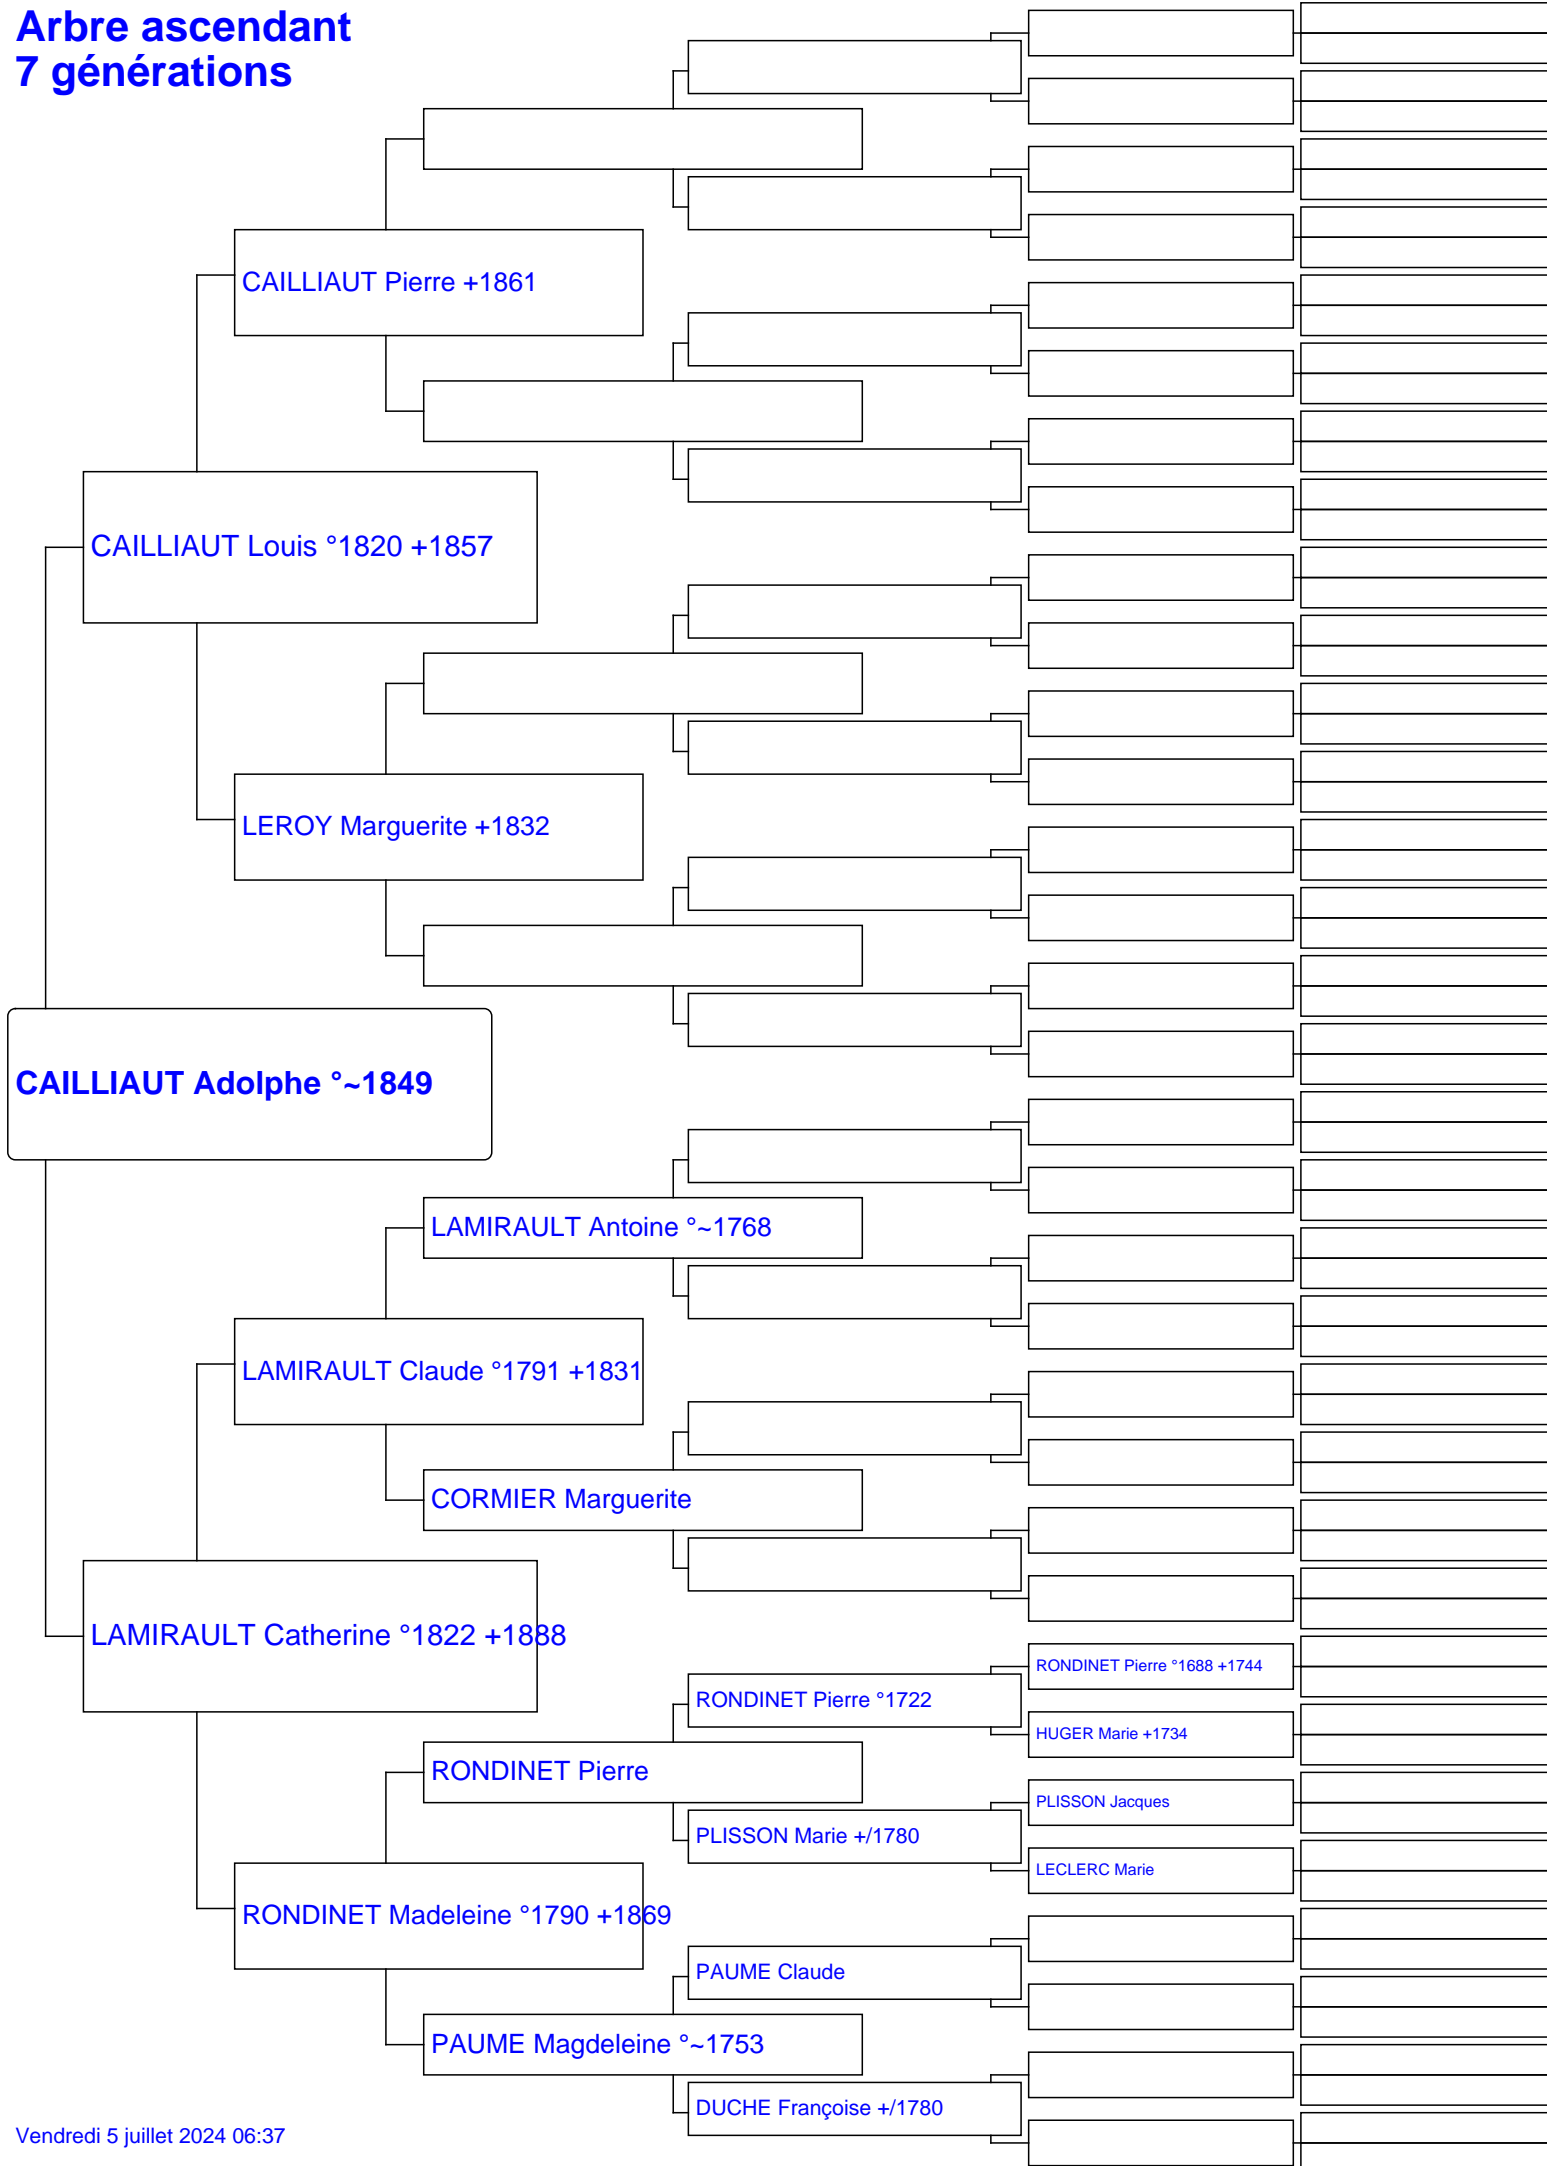 Arbre ascendant
7 générations
CAILLIAUT Pierre +1861
CAILLIAUT Louis °1820 +1857
LEROY Marguerite +1832
CAILLIAUT Adolphe °~1849
LAMIRAULT Antoine °~1768
LAMIRAULT Claude °1791 +1831
CORMIER Marguerite
LAMIRAULT Catherine °1822 +1888
RONDINET Pierre °1688 +1744
RONDINET Pierre °1722
HUGER Marie +1734
RONDINET Pierre
PLISSON Jacques
PLISSON Marie +/1780
LECLERC Marie
RONDINET Madeleine °1790 +1869
PAUME Claude
PAUME Magdeleine °~1753
DUCHE Françoise +/1780
Vendredi 5 juillet 2024 06:37